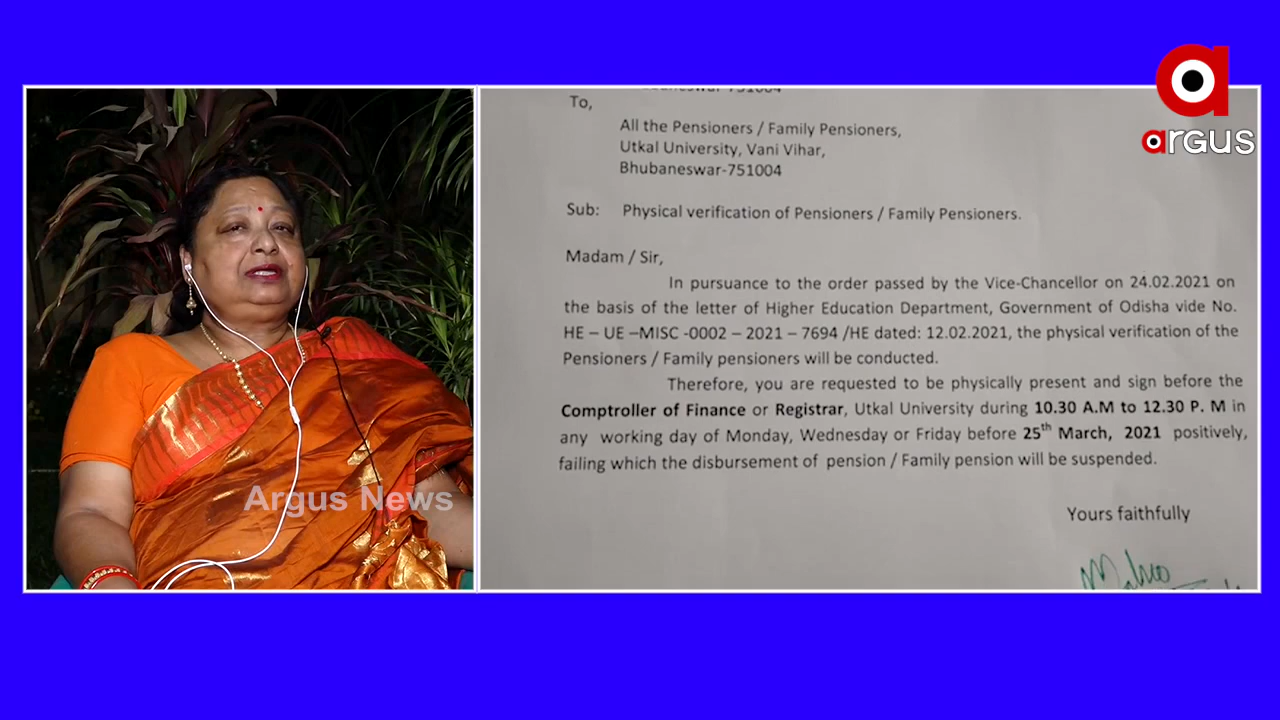 To,
All the Pensioners / Family Pensioners,
Utkal University, Vani Vihar,
Bhubaneswar-751004
Sub: Physical verification of Pensioners / Family Pensioners.
Madam / Sir,
In pursuance to the order passed by the Vice-Chancellor on 24.02.2021 on
the basis of the letter of Higher Education Department, Government of Odisha vide No.
HE – UE –MISC -0002 – 2021 – 7694 /HE dated: 12.02.2021, the physical verification of the
Pensioners / Family pensioners will be conducted.
Therefore, you are requested to be physically present and sign before the
Comptroller of Finance or Registrar, Utkal University during 10.30 A.M to 12.30 P. M in
any working day of Monday, Wednesday or Friday before 25th March, 2021 positively,
failing which the disbursement of pension / Family pension will be suspended.
Yours faithfully
argus
Argus News